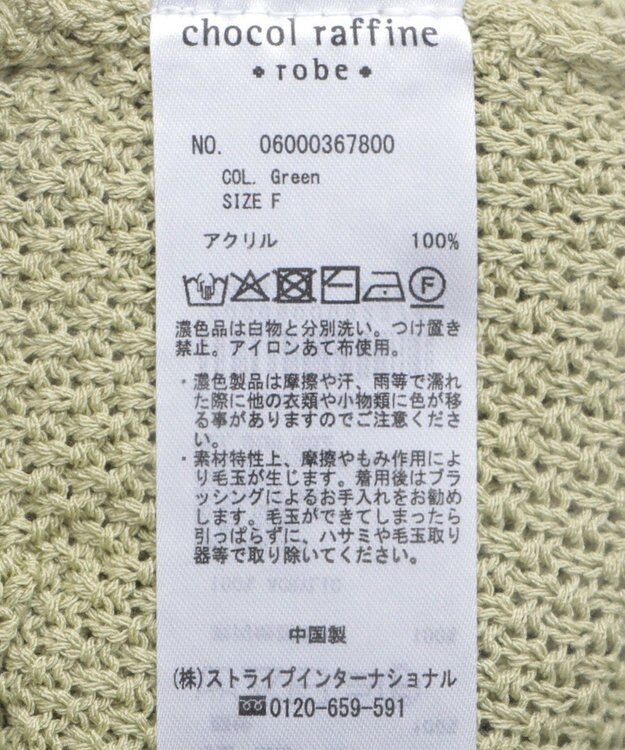 chocol raffine
robe
NO. 06000367800
COL. Green
SIZE F
アクリル 100%
F
濃色品は白物と分別洗い。つけ置き
禁止。アイロンあて布使用。
・濃色製品は摩擦や汗、雨等で濡れ
た際に他の衣類や小物類に色が移
る事がありますのでご注意くださ
い。
・素材特性上、摩擦やもみ作用によ
り毛玉が生じます。着用後はブラ
ッシングによるお手入れをお勧め
します。毛玉ができてしまったら
引っぱらずに、ハサミや毛玉取り
器等で取り除いてください。
中国製
(株)ストライプインターナショナル
0120-659-591